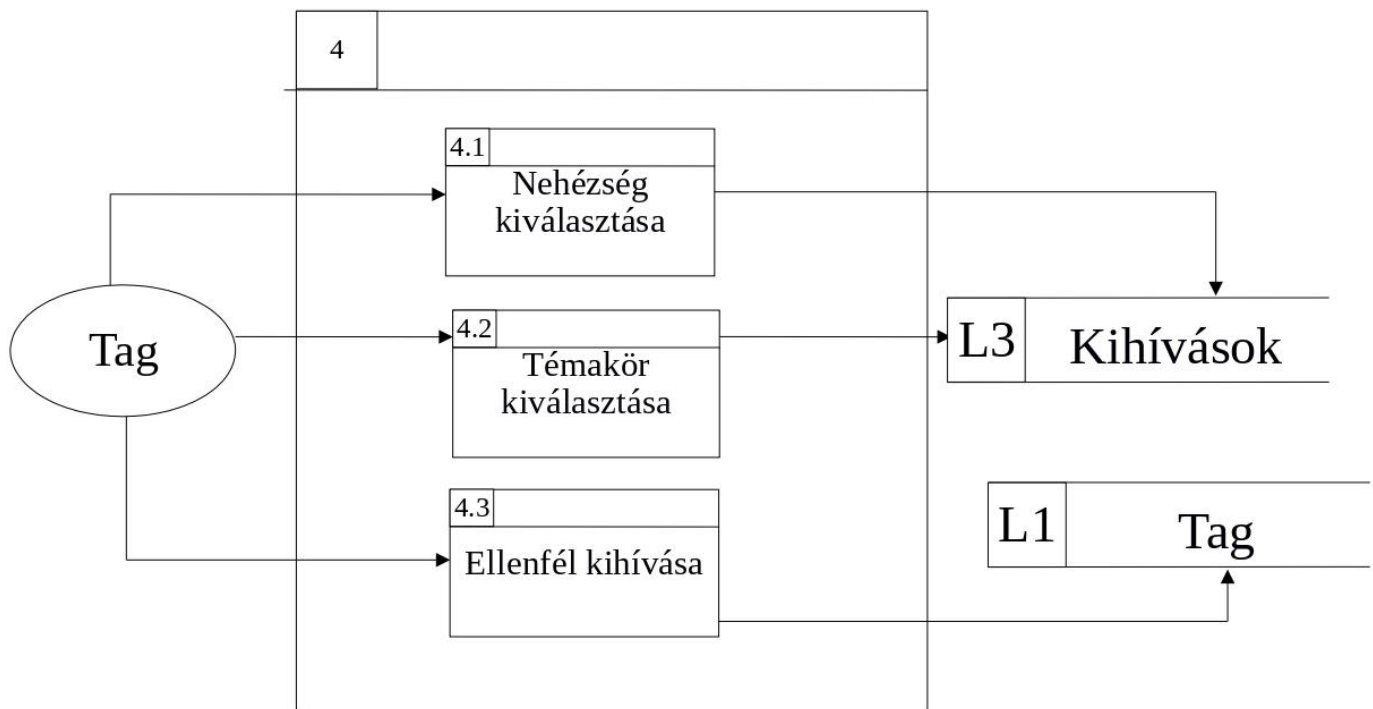 4
4.1
Nehézség
kiválasztása
4.2
Témakör
kiválasztása
4.3
Ellenfél kihívása
Tag
L3
Kihívások
L1
Tag